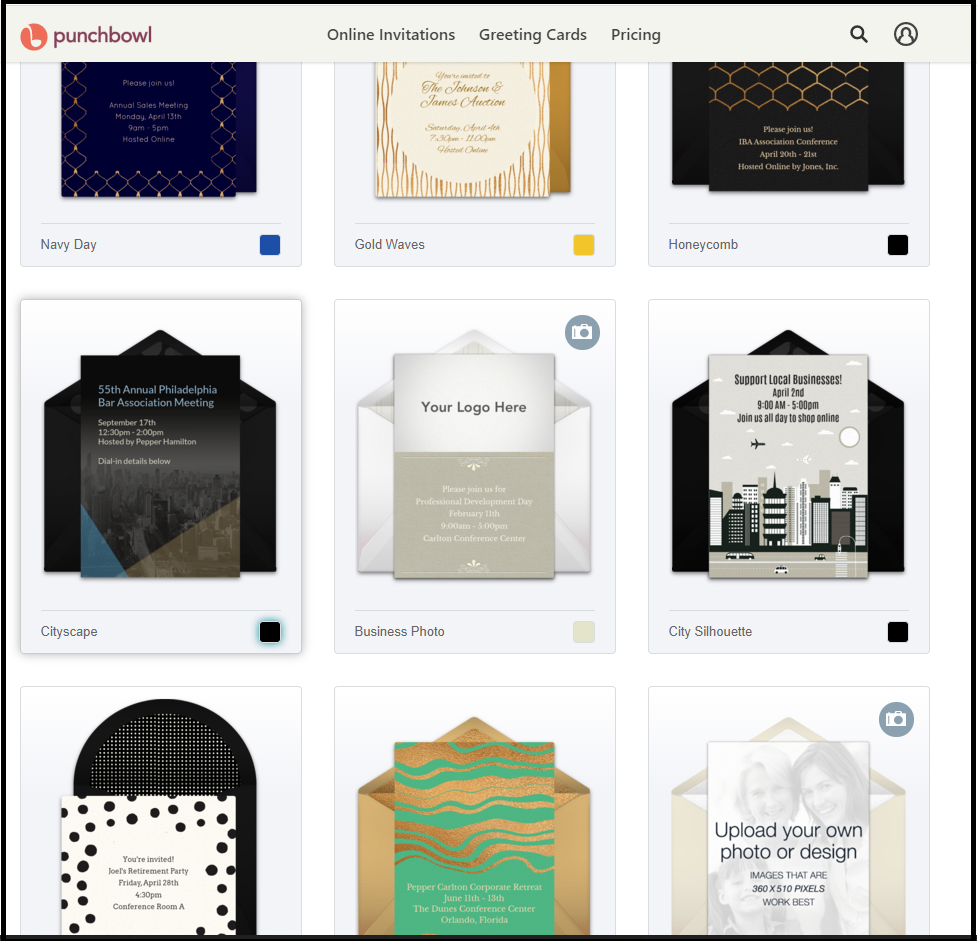 punchbowl
Online Invitations
Greeting Cards
Pricing
Please join us!
Annual Sales Meeting
Monday, April 13th
9am - 5pm
Hosted Online
Navy Day
You're invited to
The Johnson &
James Auction
Saturday, April 4th
7:30pm - 11:00pm
Hosted Online
Gold Waves
Please join us!
IBA Association Conference
April 20th - 21st
Hosted Online by Jones, Inc.
Honeycomb
55th Annual Philadelphia
Bar Association Meeting
September 17th
12:30pm - 2:00pm
Hosted by Pepper Hamilton
Dial-in details below
Cityscape
Your Logo Here
Please join us for
Professional Development Day
February 11th
9:00am - 5:00pm
Carlton Conference Center
Business Photo
Support Local Businesses!
April 2nd
9:00 AM - 5:00pm
Join us all day to shop online
City Silhouette
You're invited!
Joel's Retirement Party
Friday, April 28th
4:30pm
Conference Room A
Pepper Carlton Corporate Retreat
June 11th - 13th
The Dunes Conference Center
Orlando, Florida
Upload your own
photo or design
IMAGES THAT ARE
360 X 510 PIXELS
WORK BEST